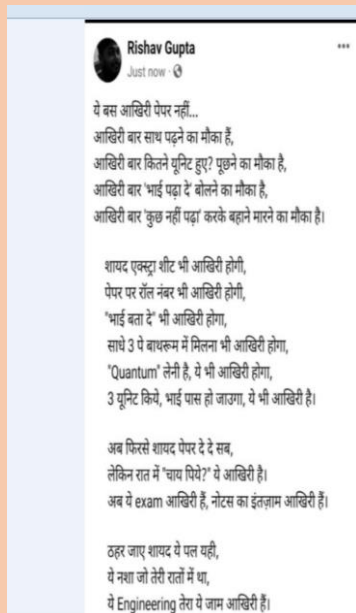 Rishav Gupta
Just now
ये बस आखिरी पेपर नहीं...
आखिरी बार साथ पढ़ने का मौका हैं,
आखिरी बार कितने यूनिट हुए? पूछने का मौका है,
आखिरी बार 'भाई पढ़ा दे' बोलने का मौका है,
आखिरी बार 'कुछ नहीं पढ़ा' करके बहाने मारने का मौका है।
शायद एक्स्ट्रा शीट भी आखिरी होगी,
पेपर पर रॉल नंबर भी आखिरी होगी,
"भाई बता दे" भी आखिरी होगा,
साधे 3 पे बाथरूम में मिलना भी आखिरी होगा,
"Quantum" लेनी है, ये भी आखिरी होगा,
3 यूनिट किये, भाई पास हो जाउगा, ये भी आखिरी है।
अब फिरसे शायद पेपर दे दे सब,
लेकिन रात में "चाय पिये?" ये आखिरी है।
अब ये exam आखिरी हैं, नोटस का इंतज़ाम आखिरी हैं।
ठहर जाए शायद ये पल यही,
ये नशा जो तेरी रातों में था,
ये Engineering तेरा ये जाम आखिरी हैं।